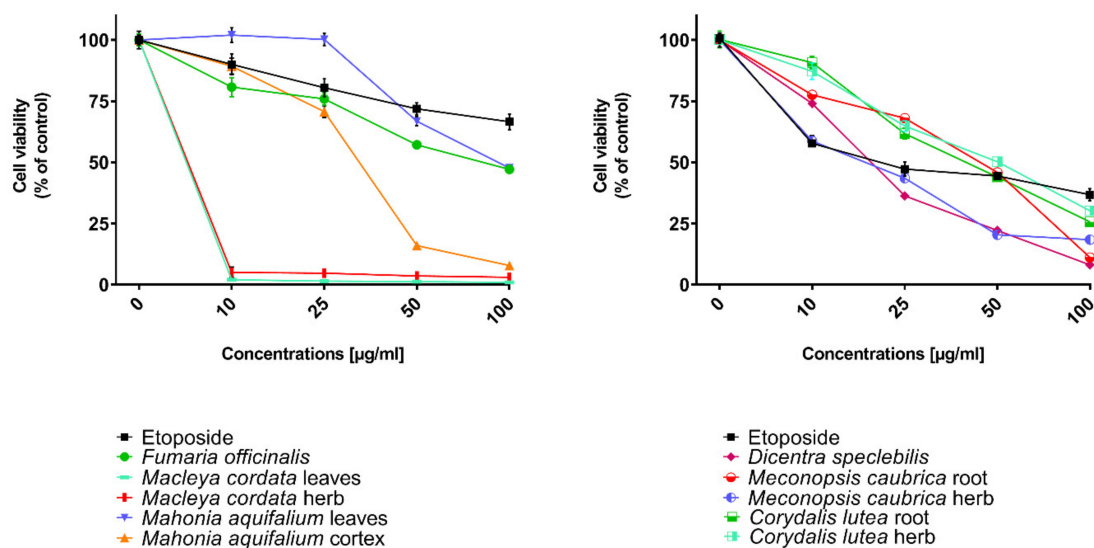 100
75
50
25
0
Cell viability
(% of control)
0
10
25
50
100
Concentrations [µg/ml]
Etoposide
Fumaria officinalis
Macleya cordata leaves
Macleya cordata herb
Mahonia aquifalium leaves
Mahonia aquifalium cortex
100
75
50
25
0
Cell viability
(% of control)
0
10
25
50
100
Concentrations [µg/ml]
Etoposide
Dicentra speclebilis
Meconopsis caubrica root
Meconopsis caubrica herb
Corydalis lutea root
Corydalis lutea herb